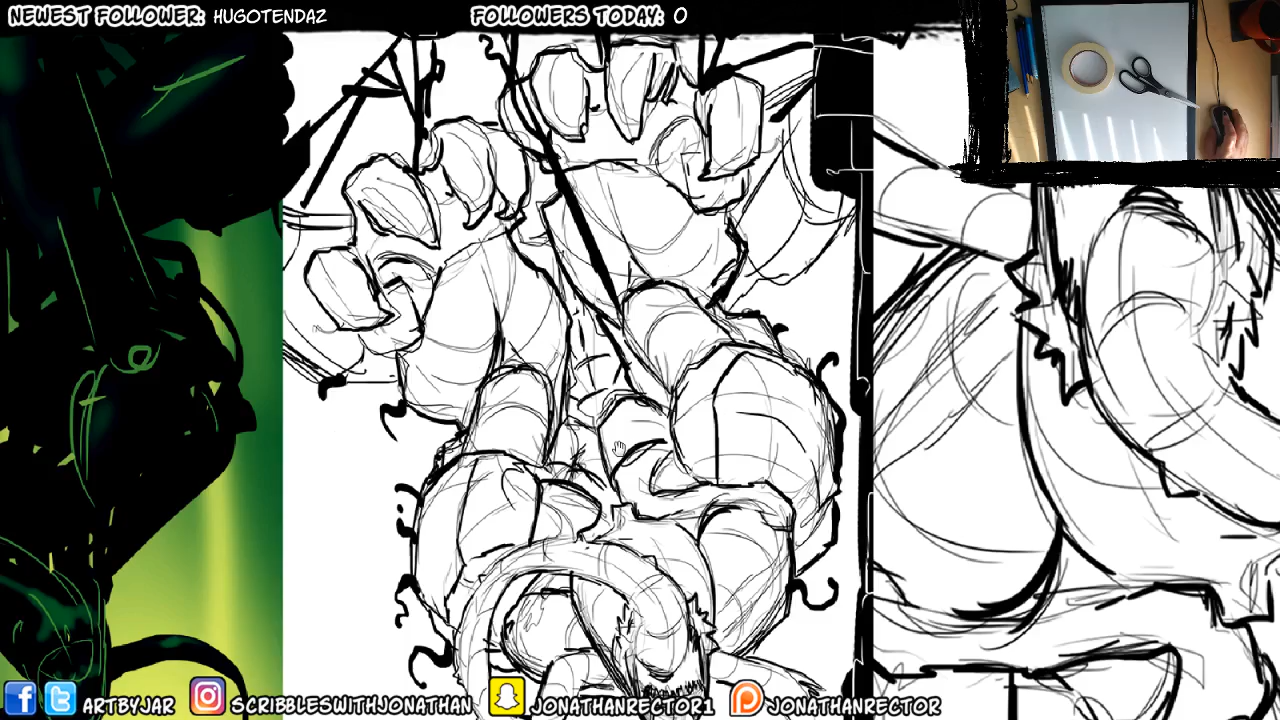 NEWEST FOLLOWER: HUGOTENDAZ
FOLLOWERS TODAY: 0
ARTBYJAR
SCRIBBLESWITHJONATHAN
JONATHANRECTOR1
JONATHANRECTOR